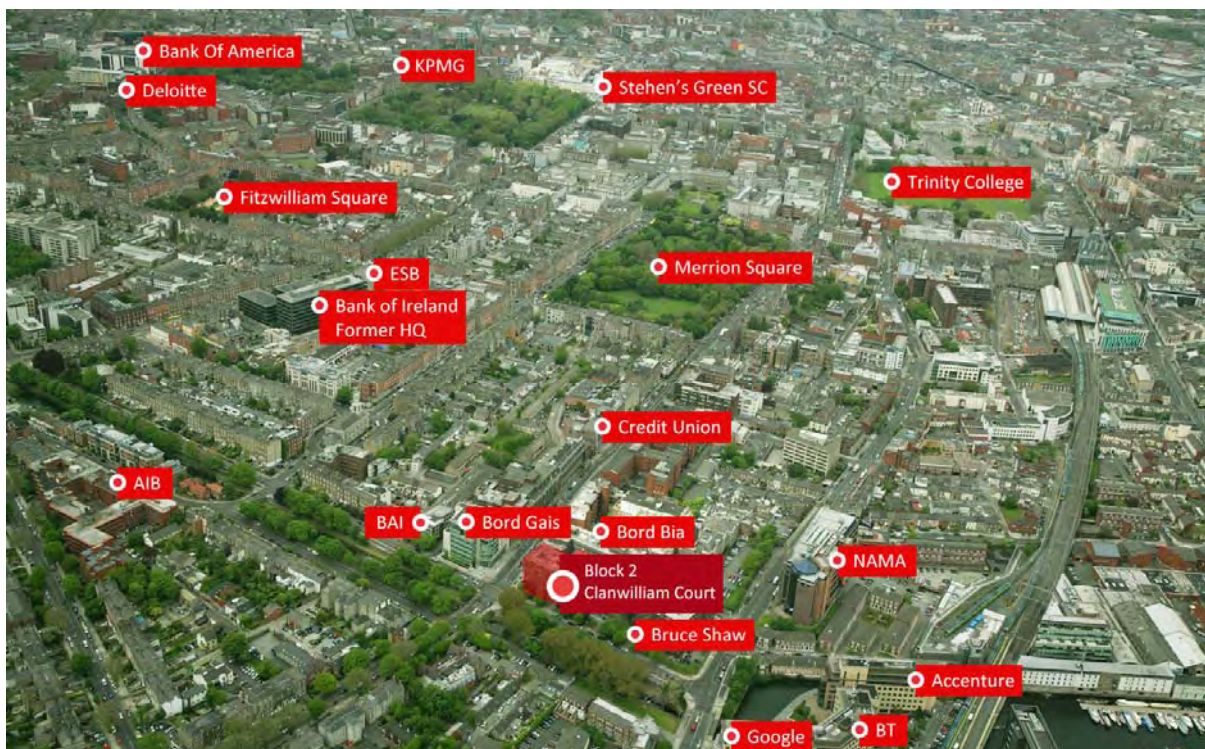 Bank Of America
KPMG
Deloitte
Stehen's Green SC
Trinity College
Fitzwilliam Square
Merrion Square
ESB
Bank of Ireland
Former HQ
Credit Union
AIB
BAI
Bord Gais
Bord Bia
NAMA
Block 2
Clanwilliam Court
Bruce Shaw
Accenture
Google
BT